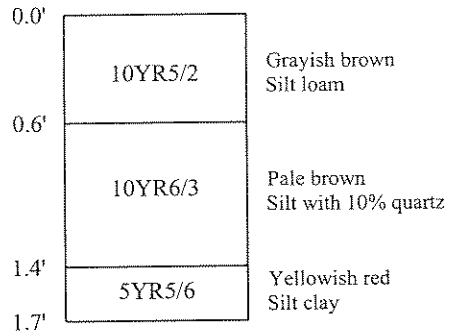 0.0'
10YR5/2
Grayish brown
Silt loam
0.6'
10YR6/3
Pale brown
Silt with 10% quartz
1.4'
5YR5/6
Yellowish red
Silt clay
1.7'